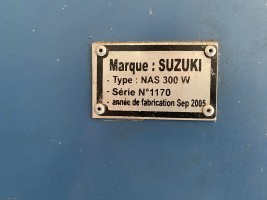 Marque : SUZUKI
- Type : NAS 300 W
- Série N°1170
- année de fabrication Sep 2005